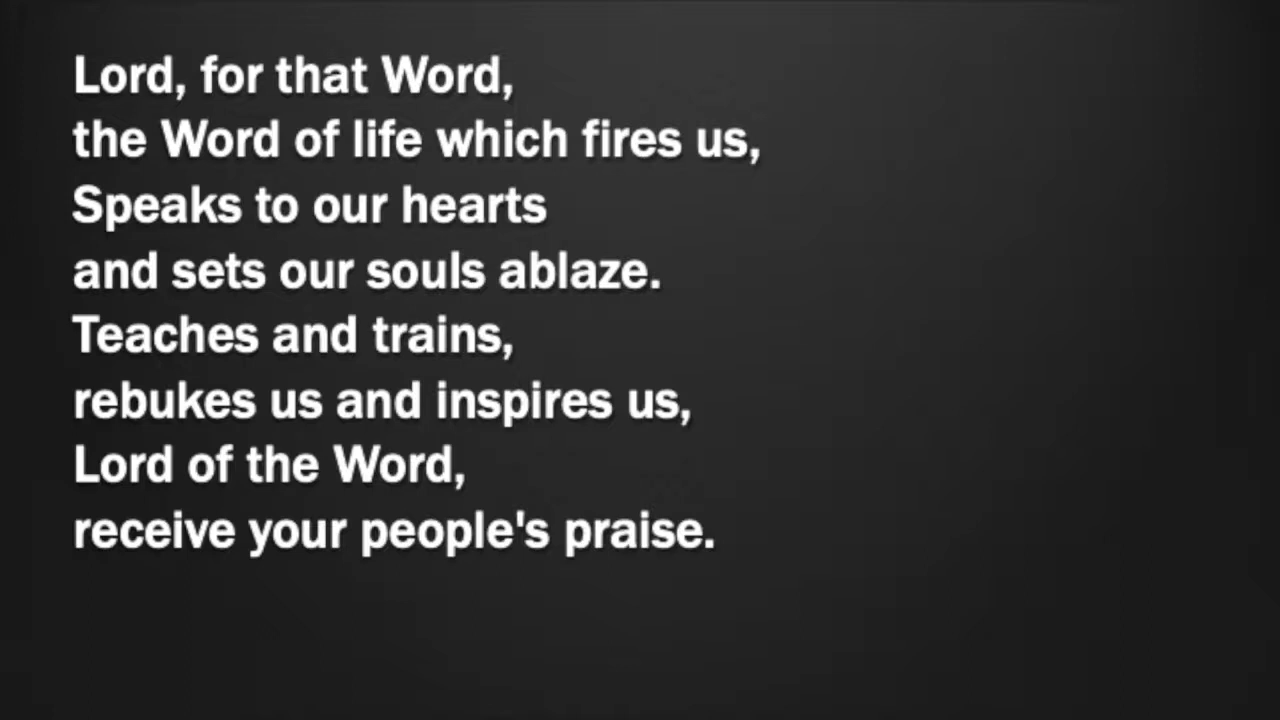 Lord, for that Word,
the Word of life which fires us,
Speaks to our hearts
and sets our souls ablaze.
Teaches and trains,
rebukes us and inspires us,
Lord of the Word,
receive your people's praise.